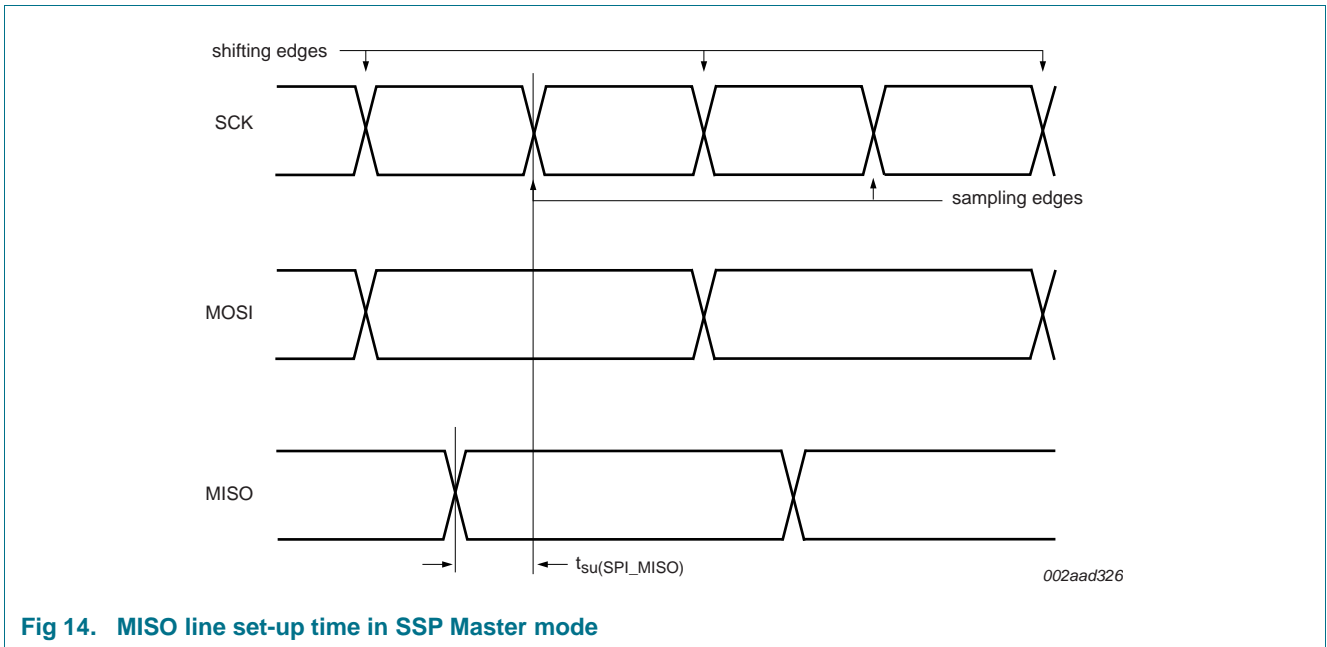 shifting edges
SCK
sampling edges
MOSI
MISO
tsu(SPI_MISO)
002aad326
Fig 14. MISO line set-up time in SSP Master mode